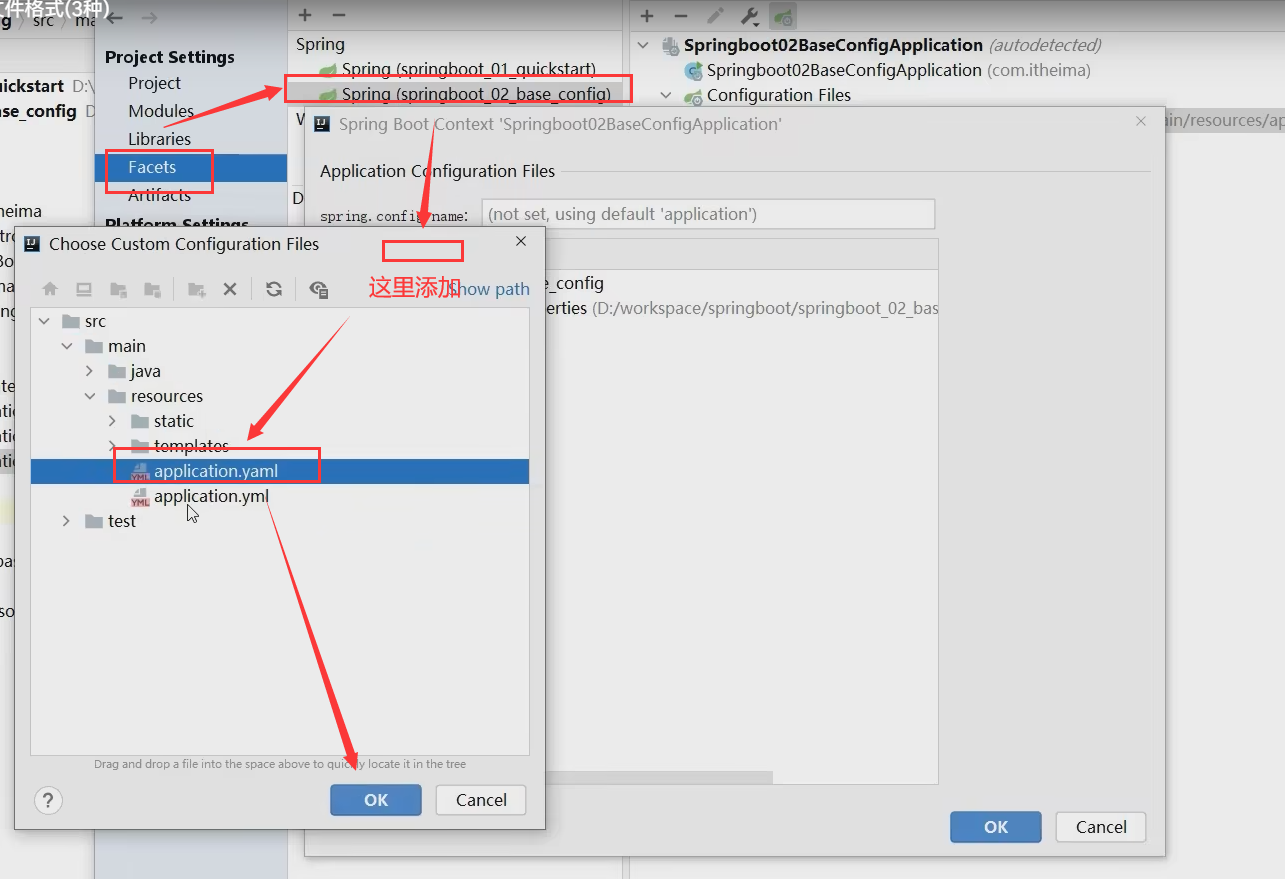 件格式(3种)
src
Spring
Springboot02BaseConfigApplication (autodetected)
Project Settings
Spring (springboot_01_quickstart)
Springboot02BaseConfigApplication (com.itheima)
Project
uickstart D:\
Spring (springboot_02_base_config)
Configuration Files
Modules
se_config D
Spring Boot Context 'Springboot02BaseConfigApplication'
ain/resources/ap
Libraries
Facets
Application Configuration Files
Artifacts
heima
spring.config.name:
(not set, using default 'application')
Platform Settings
Choose Custom Configuration Files
这里添加
Show path
e_config
erties (D:/workspace/springboot/springboot_02_bas
src
main
java
resources
static
templates
application.yaml
application.yml
test
Drag and drop a file into the space above to quickly locate it in the tree
?
OK
Cancel
OK
Cancel